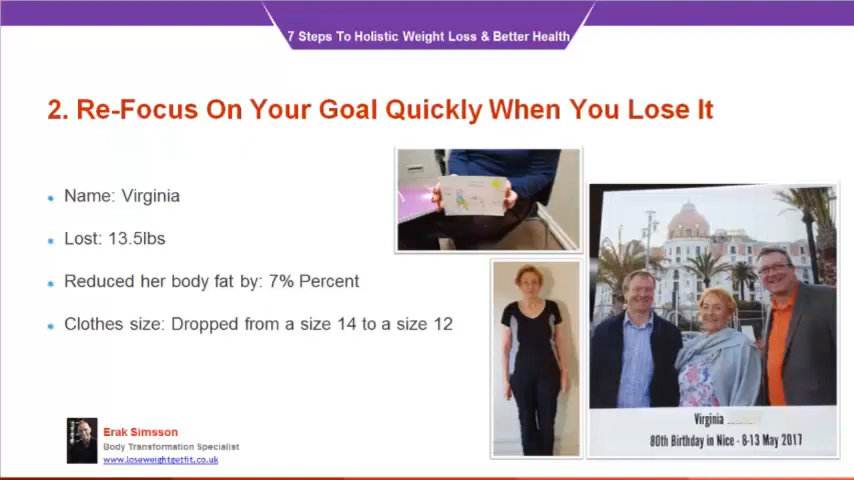 7 Steps To Holistic Weight Loss & Better Health
2. Re-Focus On Your Goal Quickly When You Lose It
Name: Virginia
Lost: 13.5lbs
Reduced her body fat by: 7% Percent
Clothes size: Dropped from a size 14 to a size 12
Virginia
80th Birthday in Nice - 8-13 May 2017
Erak Simsson
Body Transformation Specialist
www.loseweightgetfit.co.uk